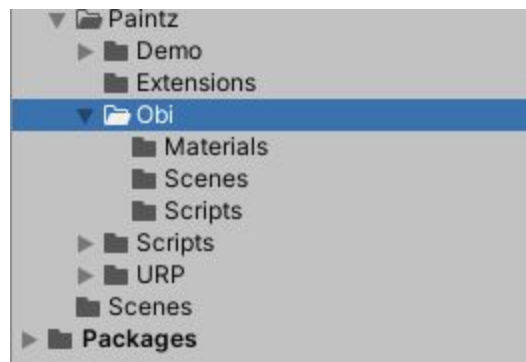 Paintz
Demo
Extensions
Obi
Materials
Scenes
Scripts
Scripts
URP
Scenes
Packages